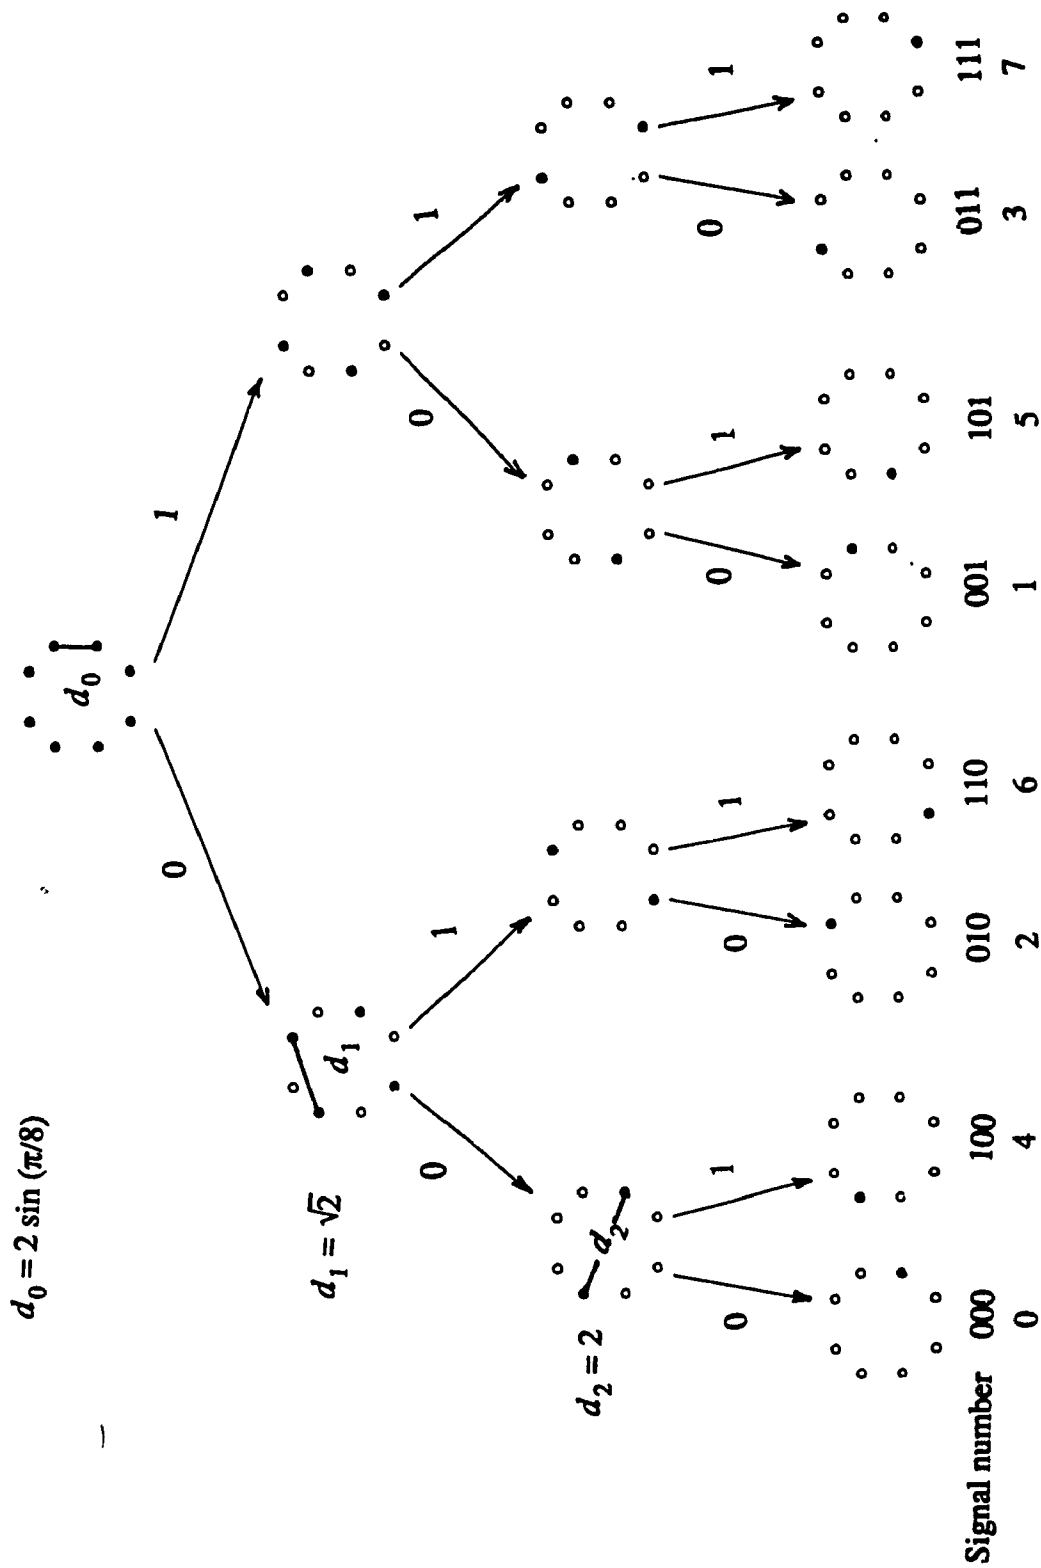 d₀ = 2 sin (π/8)
d₀
0 1
d₁ = √2 d₁
0 1 0 1
d₂ = 2 d₂
0 1 0 1 0 1 0 1
Signal number 000 100 010 110 001 101 011 111
0 4 2 6 1 5 3 7